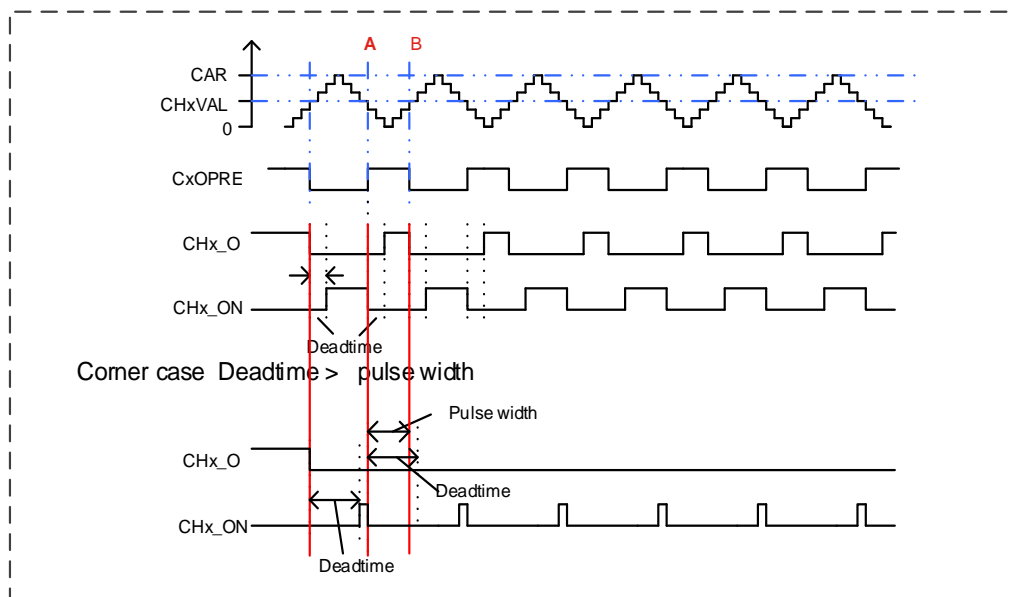 A B
CAR
CHxVAL
0
CxOPRE
CHx_O
CHx_ON
Deadtime
Corner case Deadtime > pulse width
Pulse width
CHx_O
Deadtime
CHx_ON
Deadtime